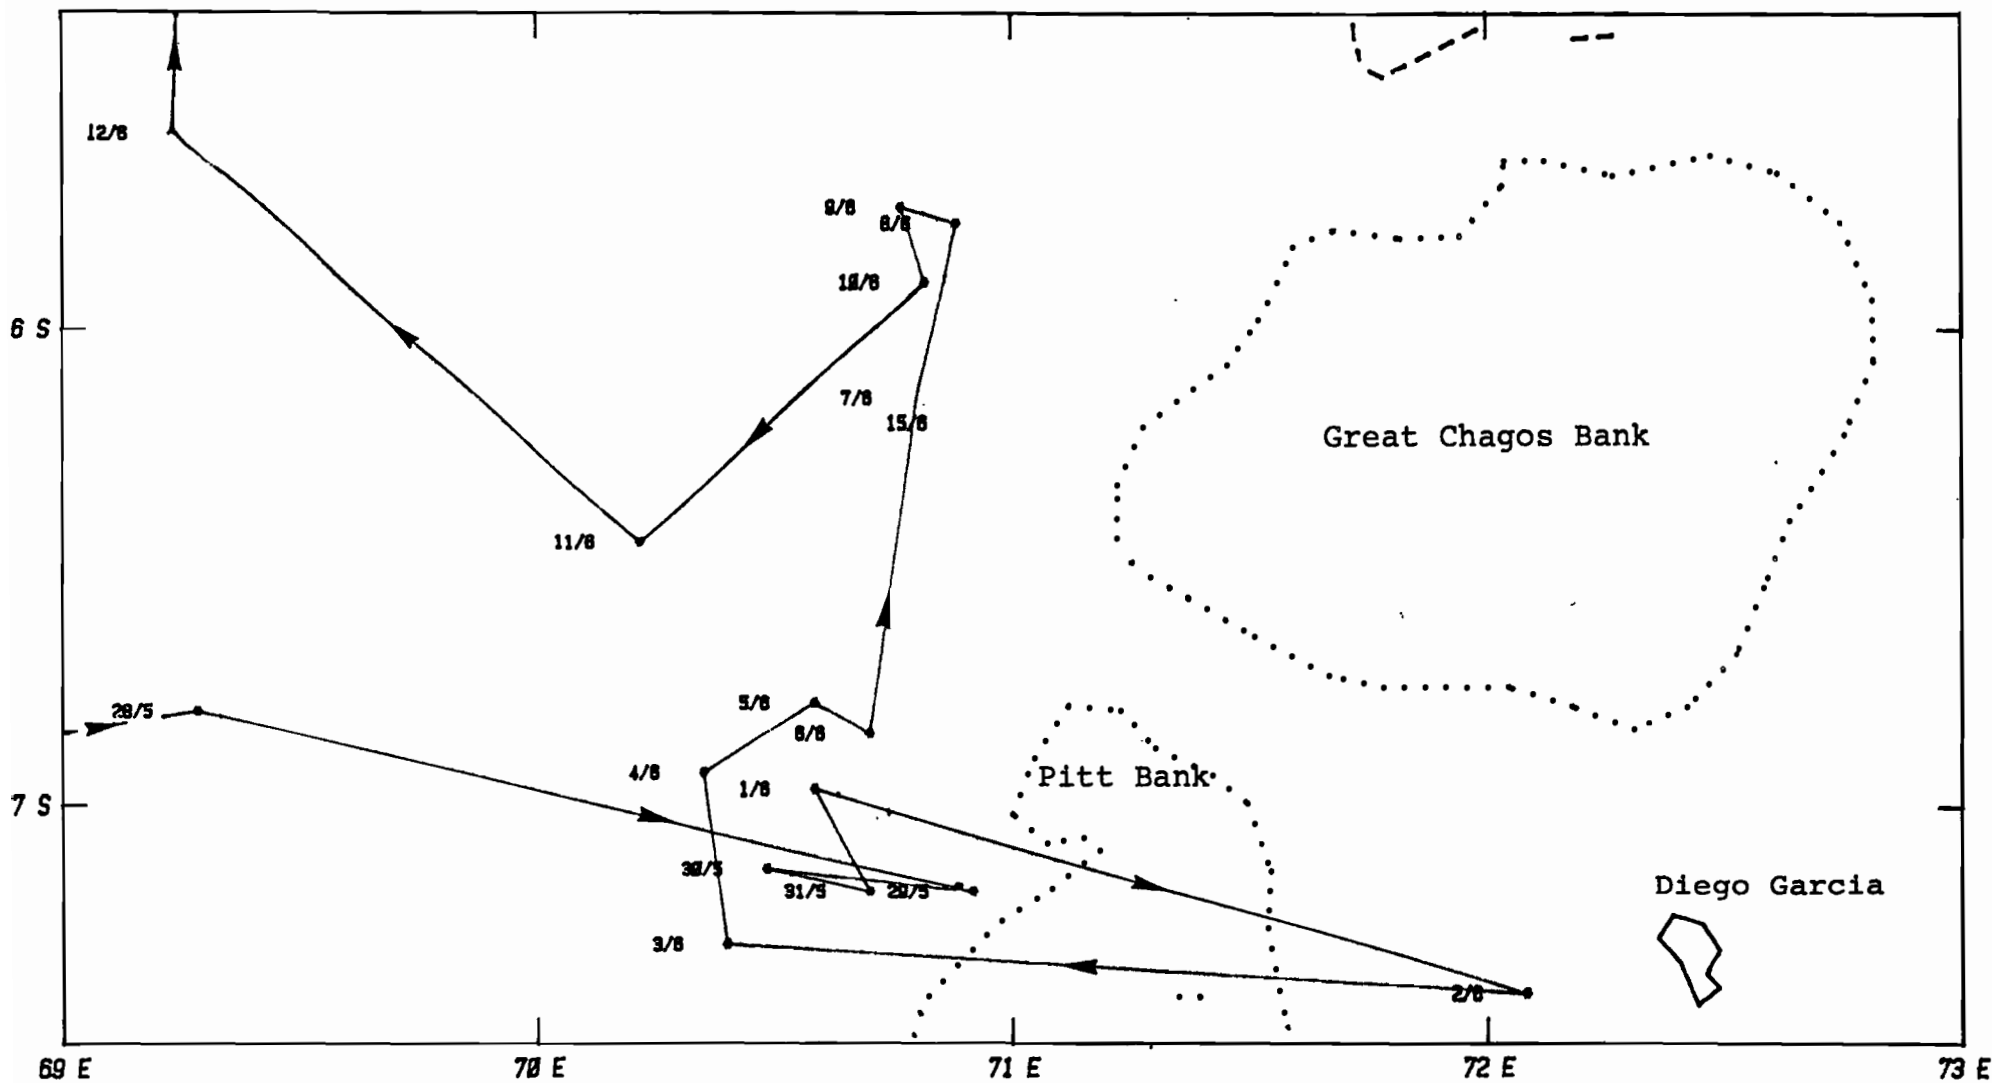 12/6
9/6
8/6
10/6
6 S
7/6
15/6
Great Chagos Bank
11/6
5/6
28/5
6/6
4/6
Pitt Bank
1/6
7 S
30/5
31/5
29/5
Diego Garcia
3/6
2/6
69 E
70 E
71 E
72 E
73 E